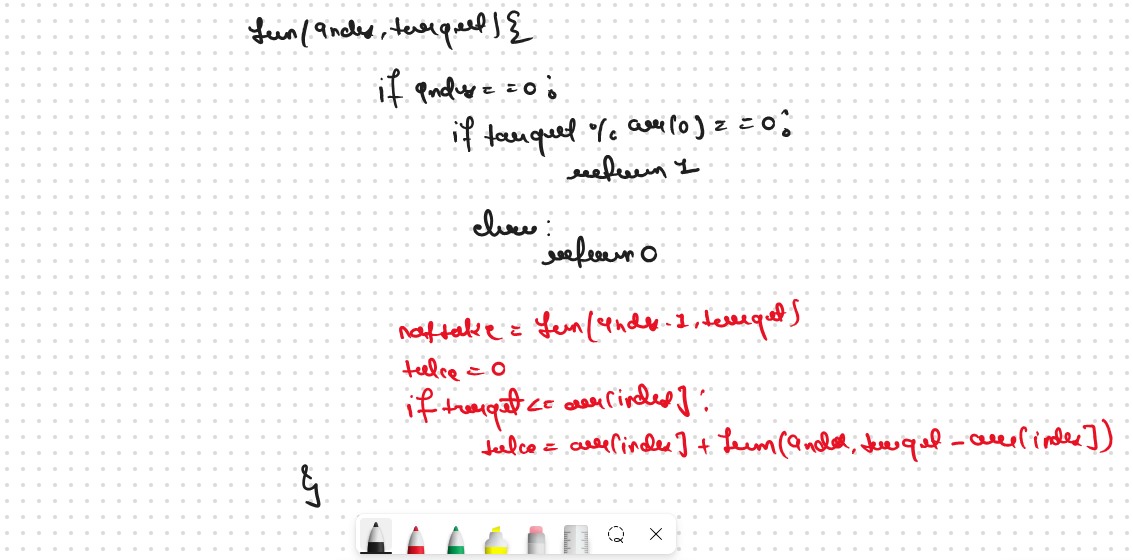 fun(index, target) {
if index == 0 :
if target % arr[0] == 0 :
return 1
else :
return 0
nottake = fun(index - 1, target)
take = 0
if target <= arr[index] :
take = arr[index] + fun(index, target - arr[index])
}